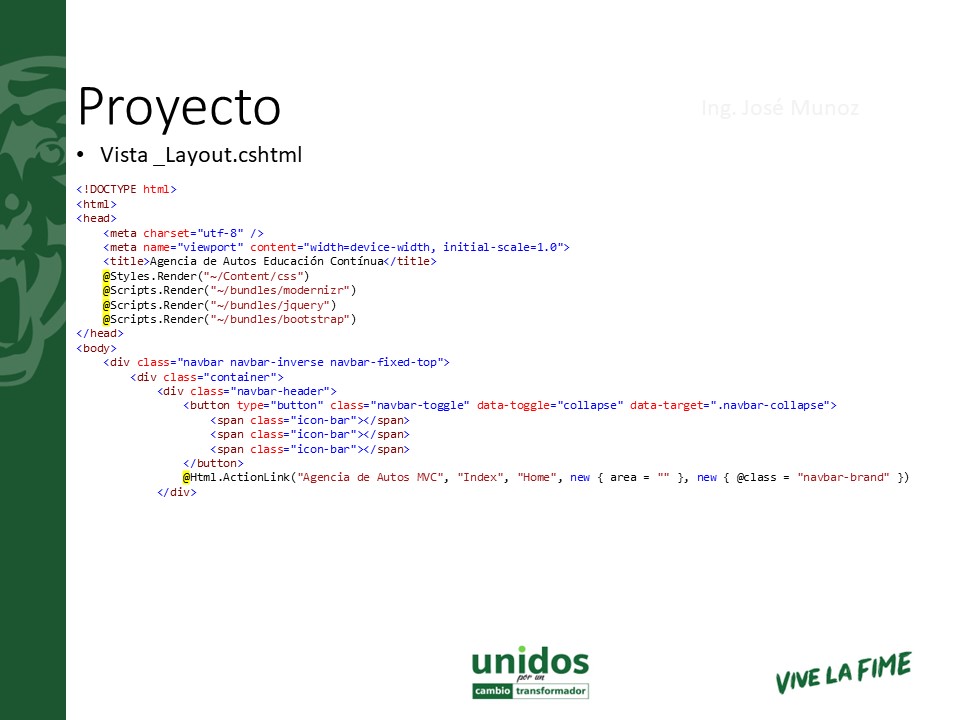 Proyecto
Ing. José Munoz
• Vista _Layout.cshtml
<!DOCTYPE html>
<html>
<head>
    <meta charset="utf-8" />
    <meta name="viewport" content="width=device-width, initial-scale=1.0">
    <title>Agencia de Autos Educación Contínua</title>
    @Styles.Render("~/Content/css")
    @Scripts.Render("~/bundles/modernizr")
    @Scripts.Render("~/bundles/jquery")
    @Scripts.Render("~/bundles/bootstrap")
</head>
<body>
    <div class="navbar navbar-inverse navbar-fixed-top">
        <div class="container">
            <div class="navbar-header">
                <button type="button" class="navbar-toggle" data-toggle="collapse" data-target=".navbar-collapse">
                    <span class="icon-bar"></span>
                    <span class="icon-bar"></span>
                    <span class="icon-bar"></span>
                </button>
                @Html.ActionLink("Agencia de Autos MVC", "Index", "Home", new { area = "" }, new { @class = "navbar-brand" })
            </div>
unidos
por un
cambio transformador
VIVE LA FIME